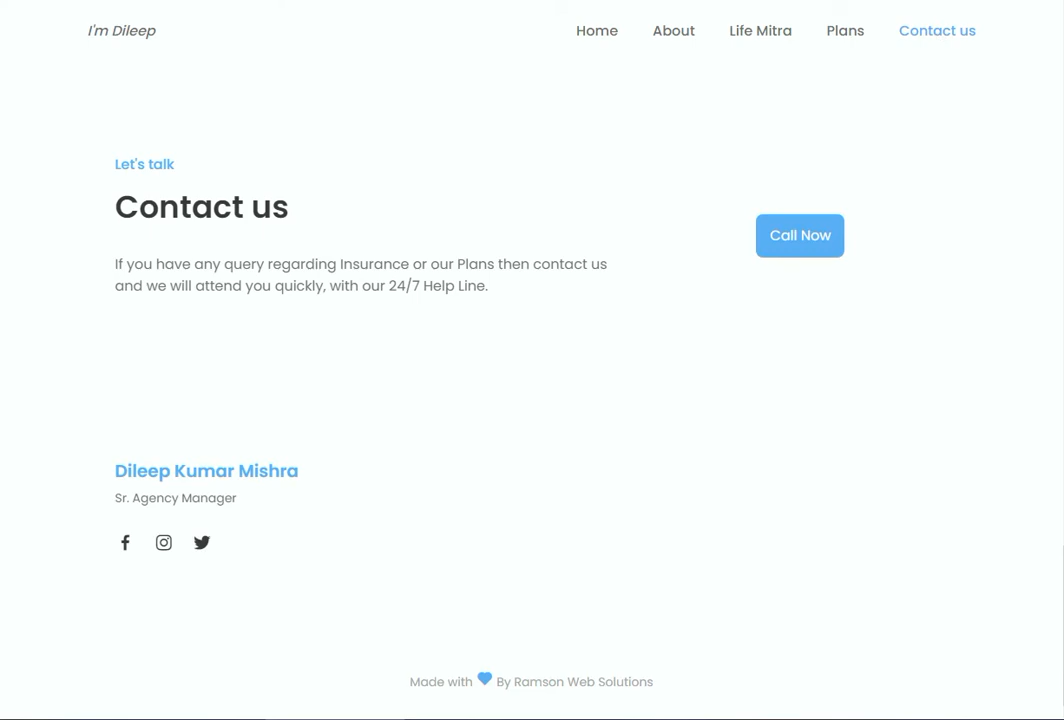 I'm Dileep
Home About Life Mitra Plans Contact us
Let's talk
Contact us
If you have any query regarding Insurance or our Plans then contact us
and we will attend you quickly, with our 24/7 Help Line.
Call Now
Dileep Kumar Mishra
Sr. Agency Manager
Made with By Ramson Web Solutions